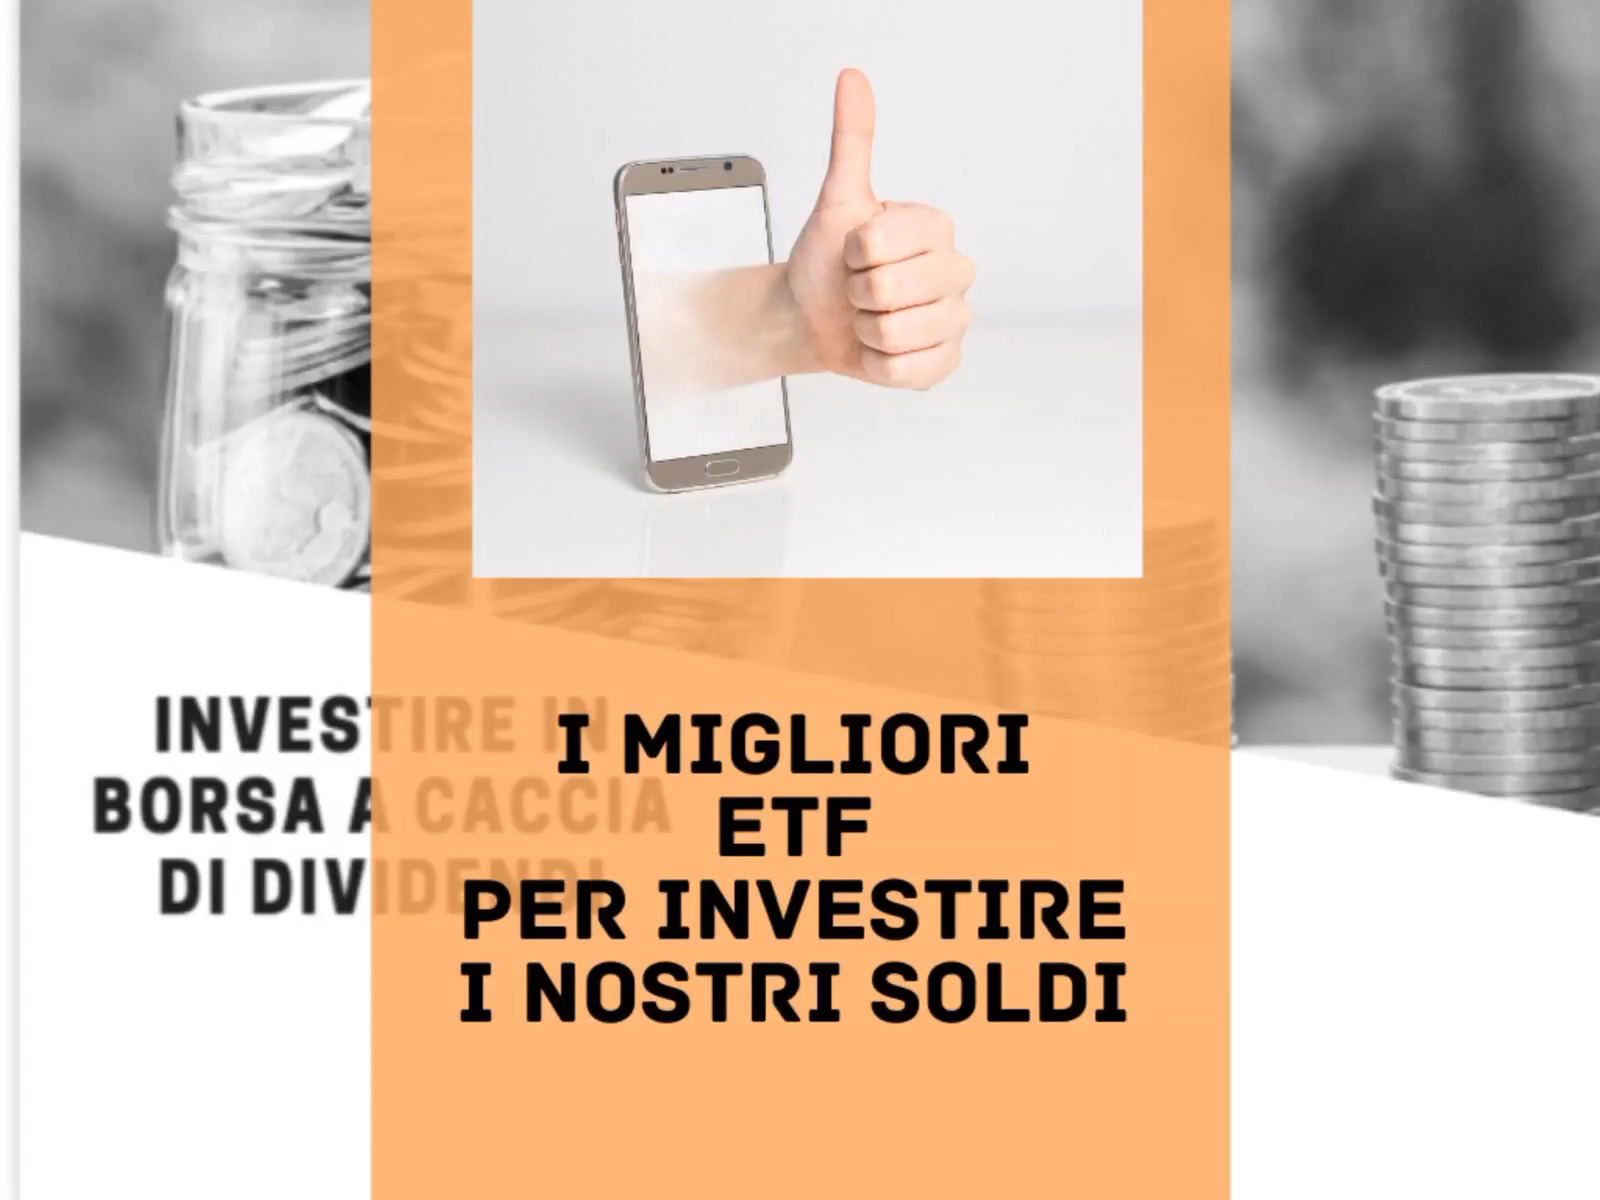 INVESTIRE IN
BORSA A CACCIA
DI DIVIDENDI
I MIGLIORI
ETF
PER INVESTIRE
I NOSTRI SOLDI